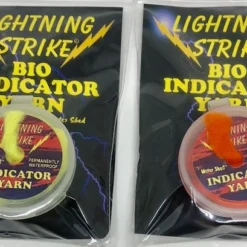 LIGHTNING
STRIKE®
BIO
INDICATOR
YARN
Shed
LIGHTNING
STRIKE
PERMANENTLY
WATERPROOF
INDICATOR
YARN
LIGHTNING
STRIKE
BIO
INDICATOR
YARN
LIGHTNING
STRIKE
Water Shed
INDICATOR
YARN